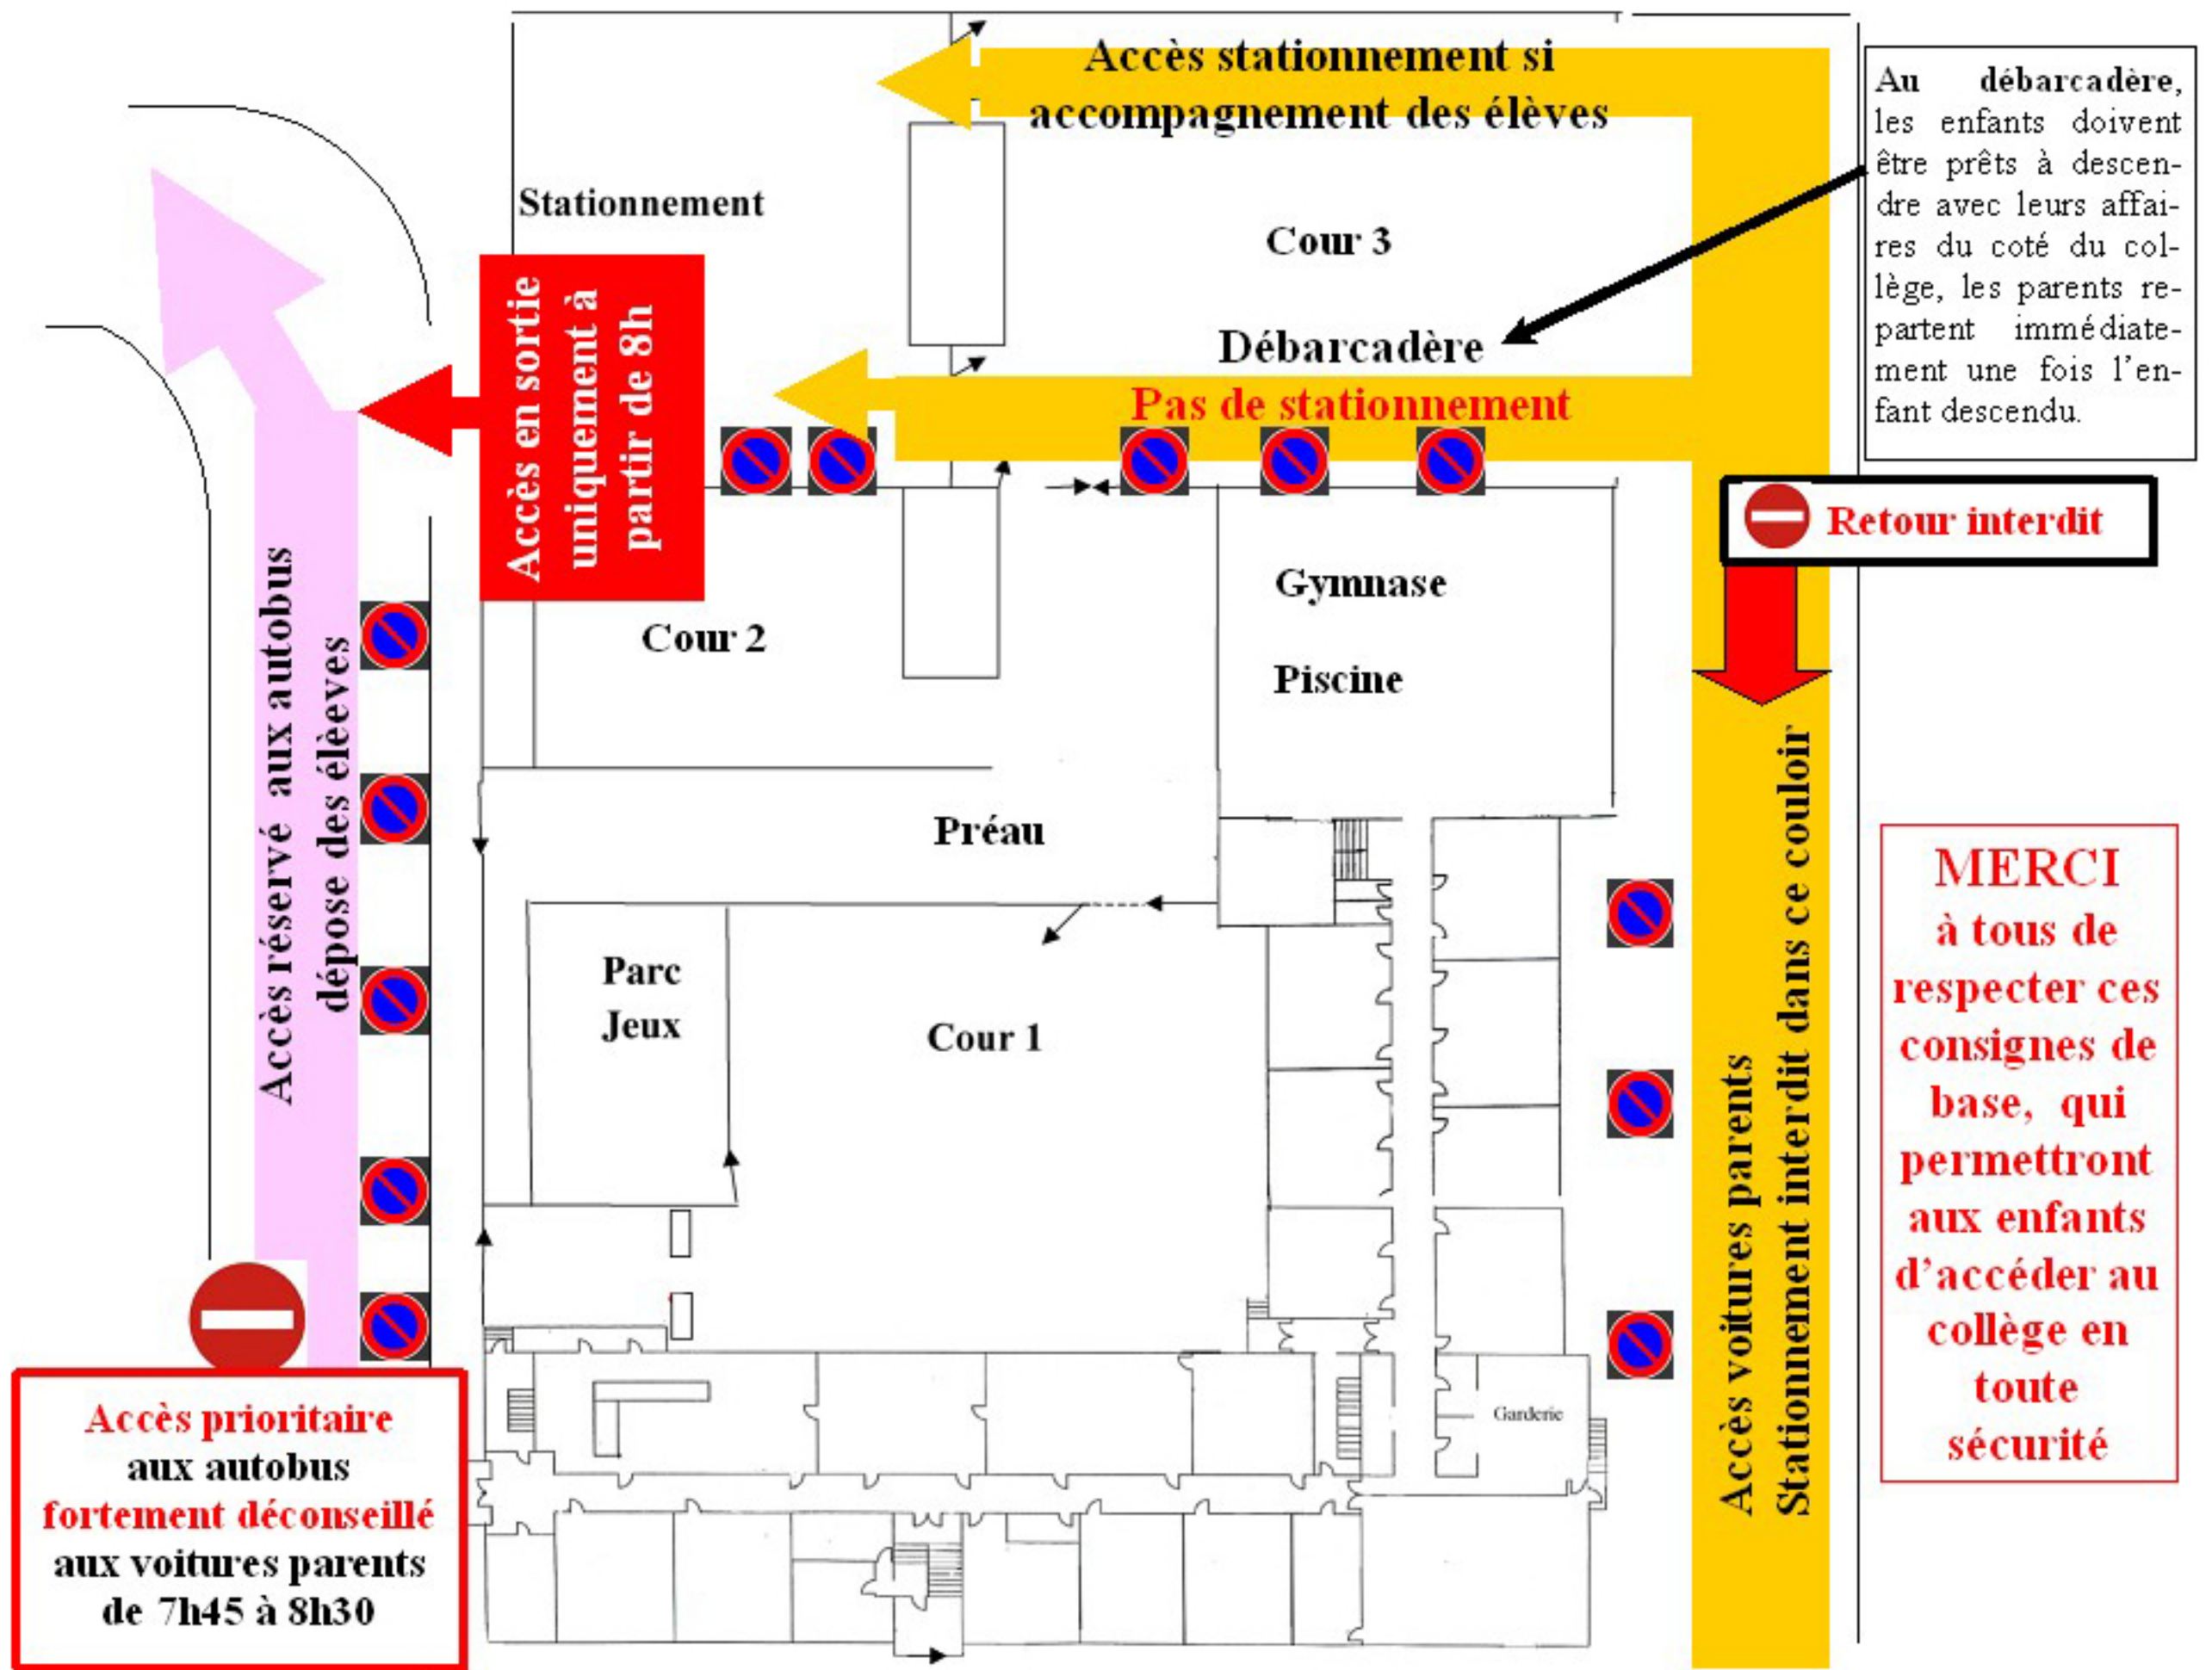 Accès stationnement si
accompagnement des élèves
Au débarcadère,
les enfants doivent
être prêts à descen-
dre avec leurs affai-
res du coté du col-
lège, les parents re-
partent immédiate-
ment une fois l'en-
fant descendu.
Stationnement
Cour 3
Accès en sortie
uniquement à
partir de 8h
Débarcadère
Pas de stationnement
Retour interdit
Gymnase
Piscine
Cour 2
Accès réservé aux autobus
dépose des élèeves
Préau
Parc
Jeux
Cour 1
Accès voitures parents
Stationnement interdit dans ce couloir
MERCI
à tous de
respecter ces
consignes de
base, qui
permettront
aux enfants
d'accéder au
collège en
toute
sécurité
Garderie
Accès prioritaire
aux autobus
fortement déconseillé
aux voitures parents
de 7h45 à 8h30